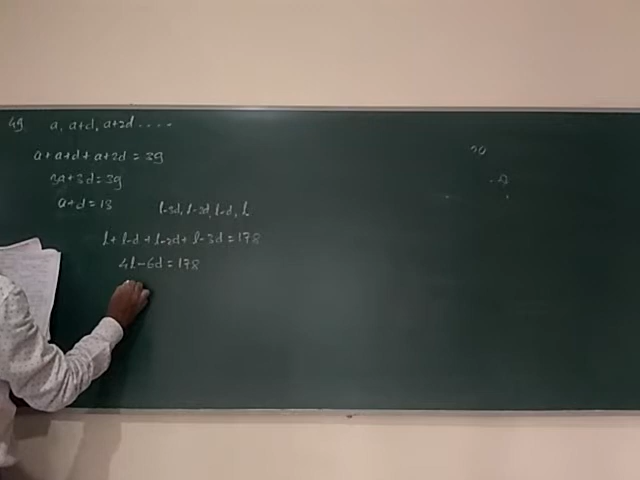 49. a, a+d, a+2d .....
a + a+d + a+2d = 39
3a+3d=39
a+d=13
l-3d, l-2d, l-d, l
l + l-d + l-2d + l-3d = 178
4l-6d=178